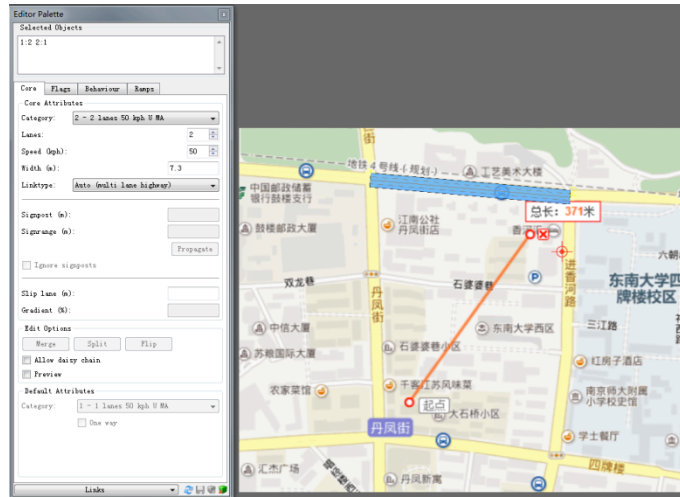 Editor Palette
Selected Objects
1:2 2:1
Core
Flags
Behaviour
Ramps
Core Attributes
Category:
2 - 2 lanes 50 kph U MA
Lanes:
2
Speed (kph):
50
Width (m):
7.3
Linktype:
Auto (multi lane highway)
Signpost (m):
Signrange (m):
Propagate
Ignore signposts
Slip lane (m):
Gradient (%):
Edit Options
Merge
Split
Flip
Allow daisy chain
Preview
Default Attributes
Category:
1 - 1 lanes 50 kph U MA
One way
Links
街
地铁 4 号线 ( 规划 )
工艺美术大楼
中国邮政储蓄
银行鼓楼支行
总长: 371米
江南公社
丹凤街店
鼓楼邮政大厦
六朝
进香河路
双龙巷
石婆婆巷
P
东南大学四
牌楼校区
丹凤街
中信大厦
东南大学西区
三江路
石婆婆巷小区
苏粮国际大厦
红房子酒店
农家菜馆
千客江苏风味菜
南京师大附属
小学校史馆
起点
大石桥小区
丹凤街
学士餐厅
四牌楼
汇杰广场
丹凤新寓